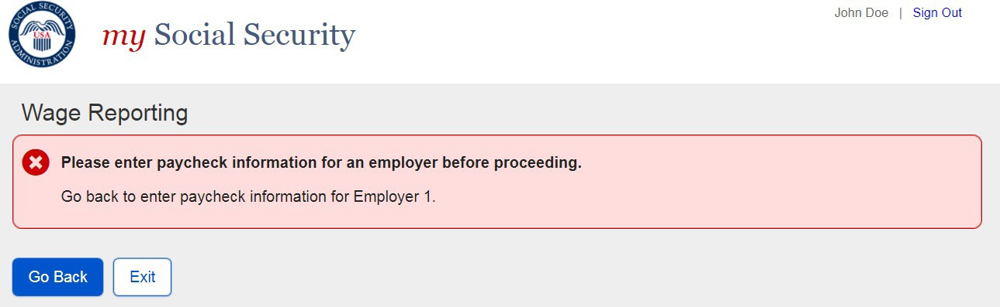 SOCIAL SECURITY ADMINISTRATION
USA
my Social Security
John Doe | Sign Out
Wage Reporting
Please enter paycheck information for an employer before proceeding.
Go back to enter paycheck information for Employer 1.
Go Back
Exit